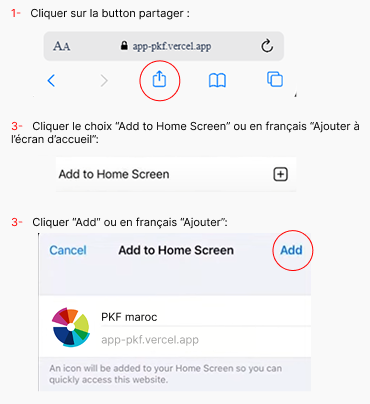 1- Cliquer sur la button partager :
AA app-pkf.vercel.app
3- Cliquer le choix “Add to Home Screen” ou en français “Ajouter à
l’écran d’accueil”:
Add to Home Screen
3- Cliquer “Add” ou en français “Ajouter”:
Cancel Add to Home Screen Add
PKF maroc
app-pkf.vercel.app
An icon will be added to your Home Screen so you can
quickly access this website.